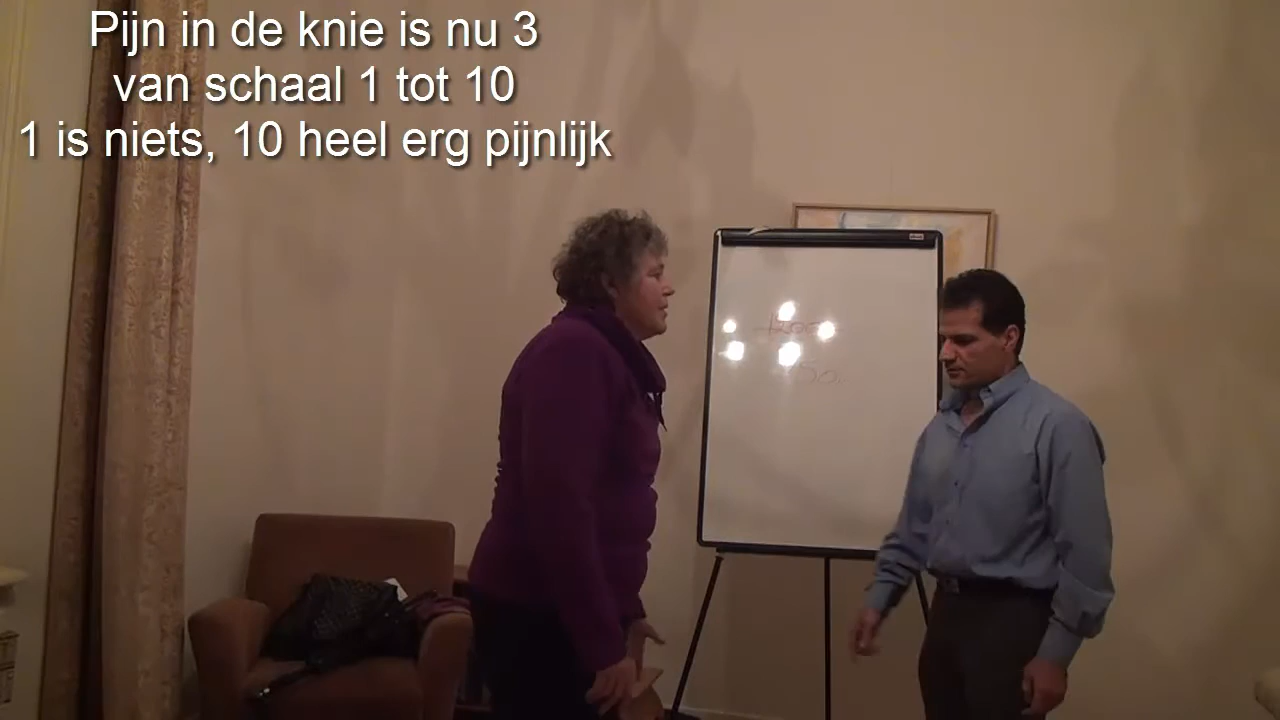 Pijn in de knie is nu 3
van schaal 1 tot 10
1 is niets, 10 heel erg pijnlijk